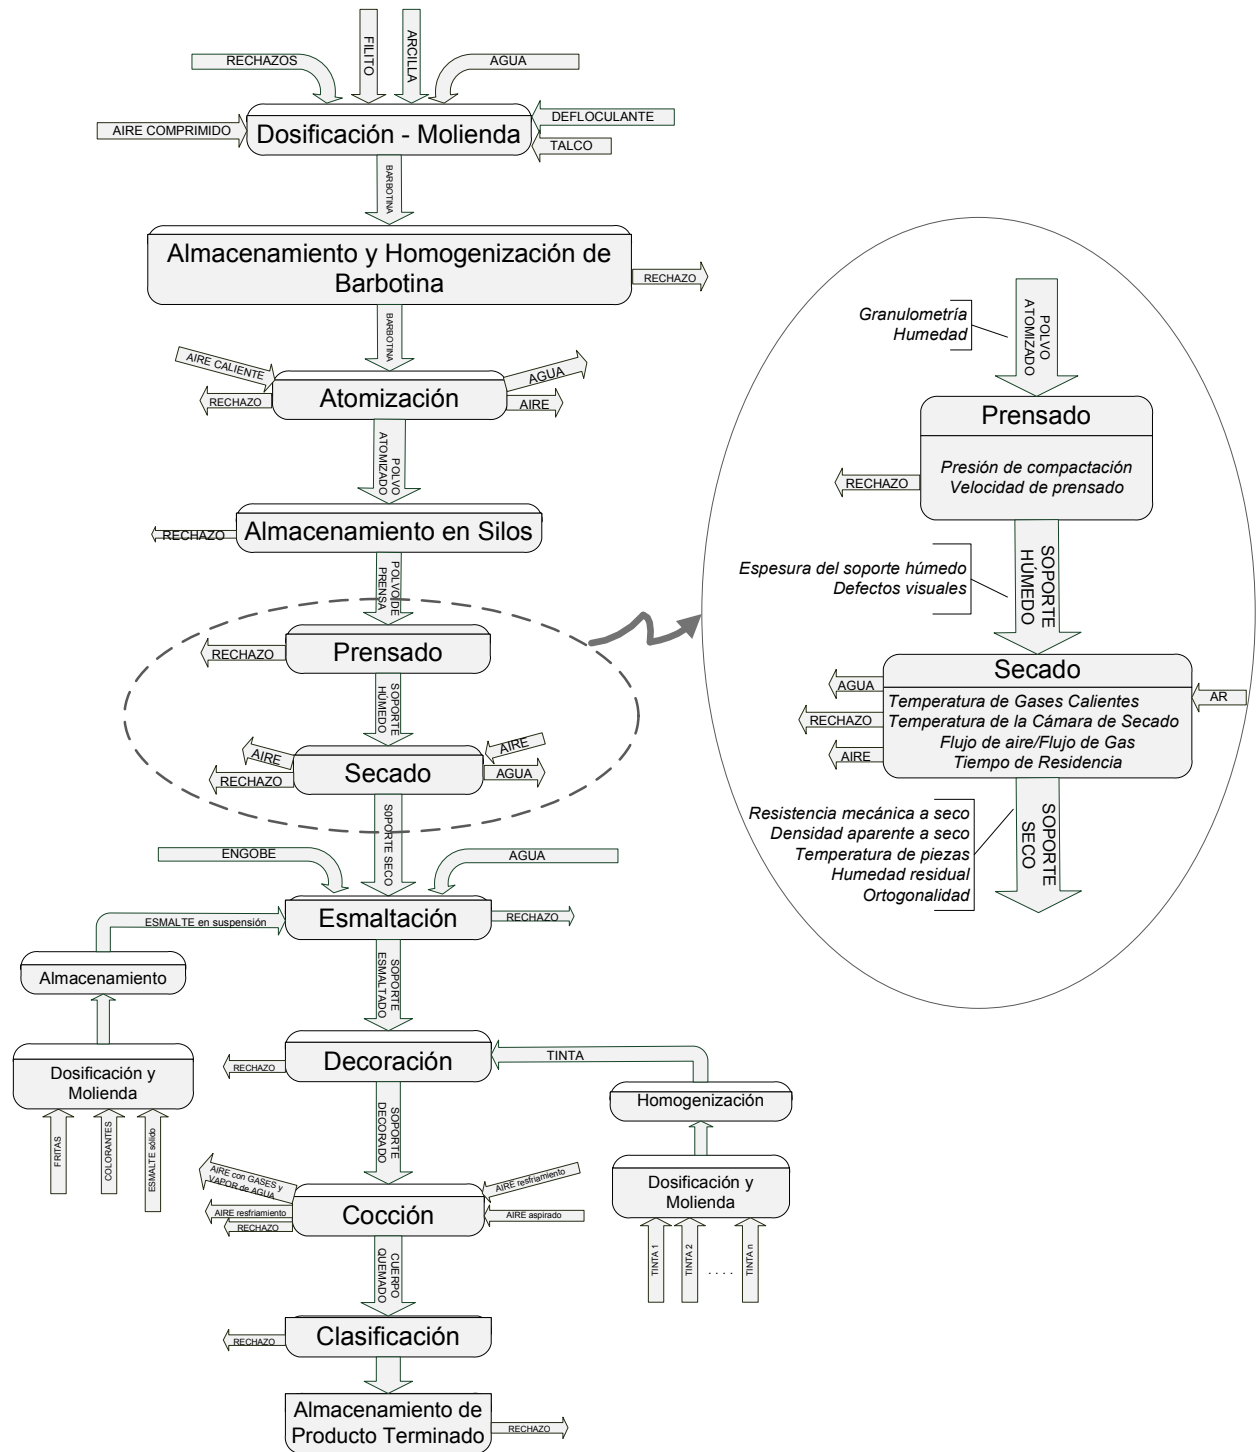 RECHAZOS
FILITO
ARCILLA
AGUA
AIRE COMPRIMIDO
DEFLOCULANTE
TALCO
Dosificación - Molienda
BARBOTINA
Almacenamiento y Homogenización de
Barbotina
RECHAZO
BARBOTINA
AIRE CALIENTE
AGUA
RECHAZO
AIRE
Atomización
POLVO
ATOMIZADO
Almacenamiento en Silos
RECHAZO
POLVO DE
PRENSA
Prensado
RECHAZO
SOPORTE
HÚMEDO
AIRE
AIRE
RECHAZO
AGUA
Secado
SOPORTE SECO
ENGOBE
AGUA
ESMALTE en suspensión
Esmaltación
RECHAZO
Almacenamiento
Dosificación y
Molienda
FRITAS
COLORANTES
ESMALTE sólido
SOPORTE
ESMALTADO
Decoración
RECHAZO
TINTA
Homogenización
Dosificación y
Molienda
TINTA 1
TINTA 2
. . . .
TINTA n
SOPORTE
DECORADO
AIRE con GASES y
VAPOR de AGUA
AIRE resfriamiento
AIRE resfriamiento
AIRE aspirado
RECHAZO
Cocción
CUERPO
QUEMADO
Clasificación
RECHAZO
Almacenamiento de
Producto Terminado
RECHAZO
Granulometría
Humedad
POLVO
ATOMIZADO
Prensado
Presión de compactación
Velocidad de prensado
RECHAZO
Espesura del soporte húmedo
Defectos visuales
SOPORTE
HÚMEDO
Secado
AGUA
RECHAZO
AIRE
AR
Temperatura de Gases Calientes
Temperatura de la Cámara de Secado
Flujo de aire/Flujo de Gas
Tiempo de Residencia
Resistencia mecánica a seco
Densidad aparente a seco
Temperatura de piezas
Humedad residual
Ortogonalidad
SOPORTE
SECO